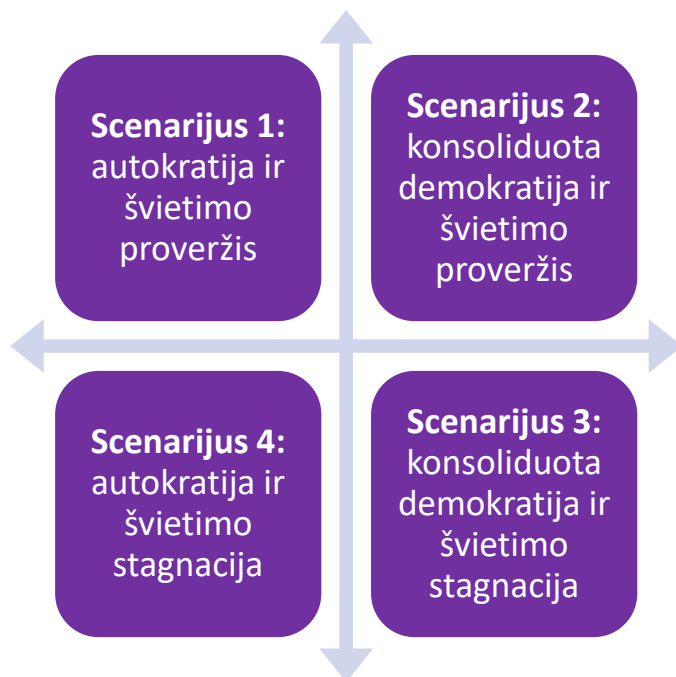 Scenarijus 1:
autokratija ir
švietimo
proveržis
Scenarijus 2:
konsoliduota
demokratija ir
švietimo
proveržis
Scenarijus 4:
autokratija ir
švietimo
stagnacija
Scenarijus 3:
konsoliduota
demokratija ir
švietimo
stagnacija